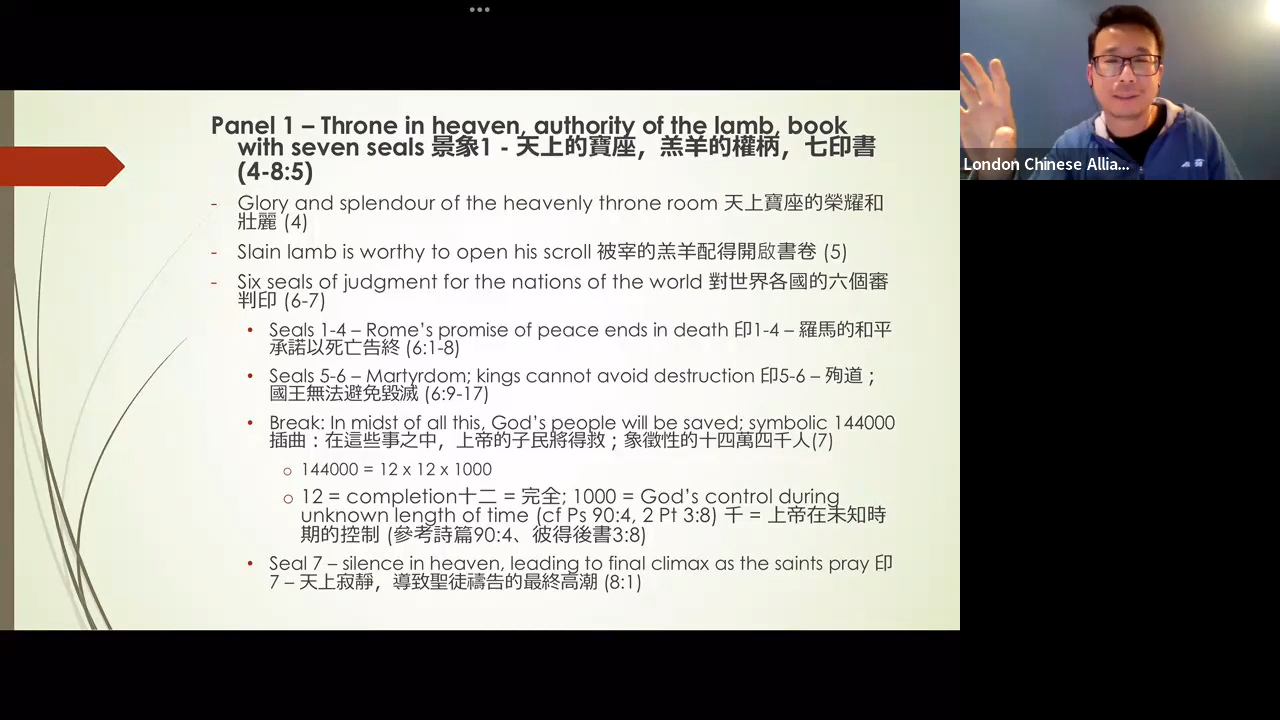 Panel 1 – Throne in heaven, authority of the lamb, book
with seven seals 景象1 - 天上的寶座，羔羊的權柄，七印書
(4-8:5)
- Glory and splendour of the heavenly throne room 天上寶座的榮耀和
壯麗 (4)
- Slain lamb is worthy to open his scroll 被宰的羔羊配得開啟書卷 (5)
- Six seals of judgment for the nations of the world 對世界各國的六個審
判印 (6-7)
• Seals 1-4 – Rome's promise of peace ends in death 印1-4 – 羅馬的和平
承諾以死亡告終 (6:1-8)
• Seals 5-6 – Martyrdom; kings cannot avoid destruction 印5-6 – 殉道；
國王無法避免毀滅 (6:9-17)
• Break: In midst of all this, God's people will be saved; symbolic 144000
插曲：在這些事之中，上帝的子民將得救；象徵性的十四萬四千人(7)
o 144000 = 12 x 12 x 1000
o 12 = completion十二 = 完全; 1000 = God's control during
unknown length of time (cf Ps 90:4, 2 Pt 3:8) 千 = 上帝在未知時
期的控制 (參考詩篇90:4、彼得後書3:8)
• Seal 7 – silence in heaven, leading to final climax as the saints pray 印
7 – 天上寂靜，導致聖徒禱告的最終高潮 (8:1)
London Chinese Allia...